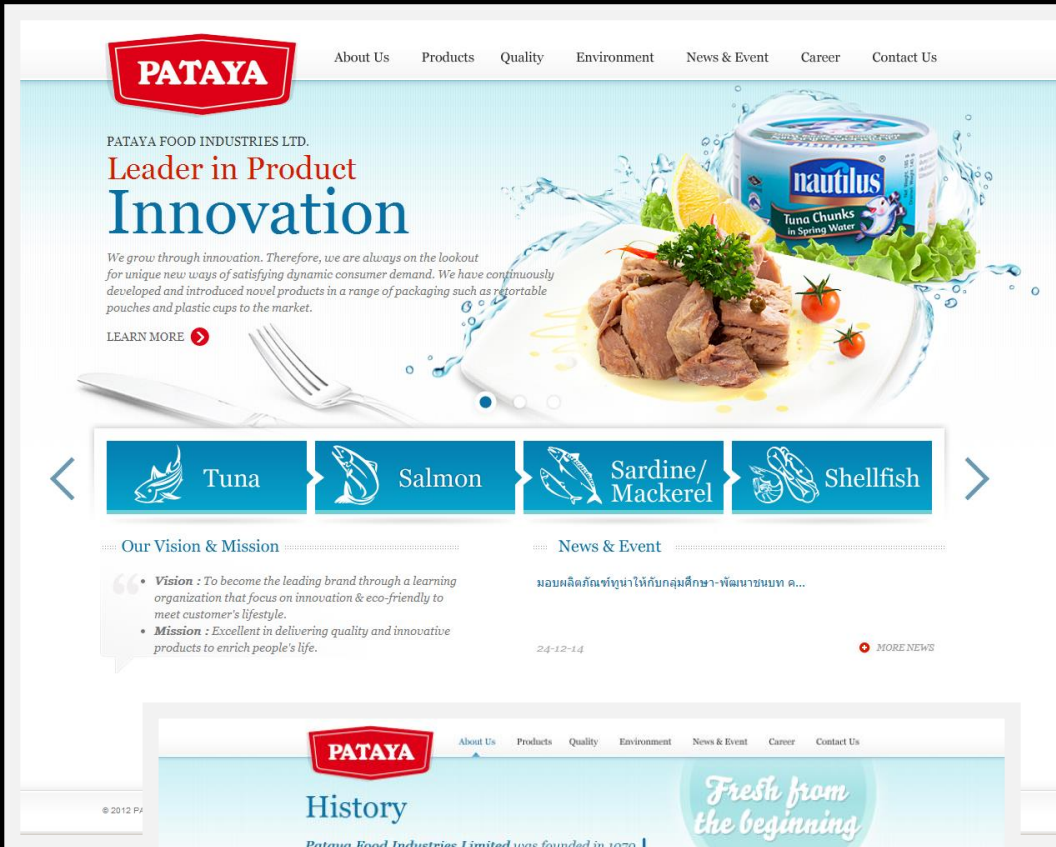 PATAYA
About Us Products Quality Environment News & Event Career Contact Us
PATAYA FOOD INDUSTRIES LTD.
Leader in Product
Innovation
We grow through innovation. Therefore, we are always on the lookout
for unique new ways of satisfying dynamic consumer demand. We have continuously
developed and introduced novel products in a range of packaging such as retortable
pouches and plastic cups to the market.
LEARN MORE
nautilus
Tuna Chunks
in Spring Water
Tuna
Salmon
Sardine/
Mackerel
Shellfish
Our Vision & Mission
• Vision : To become the leading brand through a learning
organization that focus on innovation & eco-friendly to
meet customer's lifestyle.
• Mission : Excellent in delivering quality and innovative
products to enrich people's life.
News & Event
มอบผลิตภัณฑ์ทูน่าให้กับกลุ่มศึกษา-พัฒนาชนบท ค...
24-12-14
MORE NEWS
© 2012 PA
PATAYA
About Us Products Quality Environment News & Event Career Contact Us
History
Fresh from
the beginning
Pataya Food Industries Limited was founded in 1979